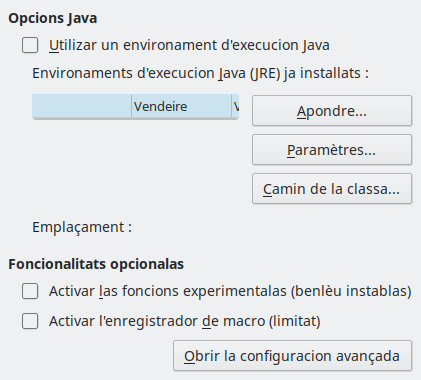 Opcions Java
Utilizar un environament d'execucion Java
Environaments d'execucion Java (JRE) ja installats :
Vendeire
Apondre...
Paramètres...
Camin de la classa...
Emplaçament :
Foncionalitats opcionalas
Activar las foncions experimentalas (benlèu instablas)
Activar l'enregistrador de macro (limitat)
Obrir la configuracion avançada